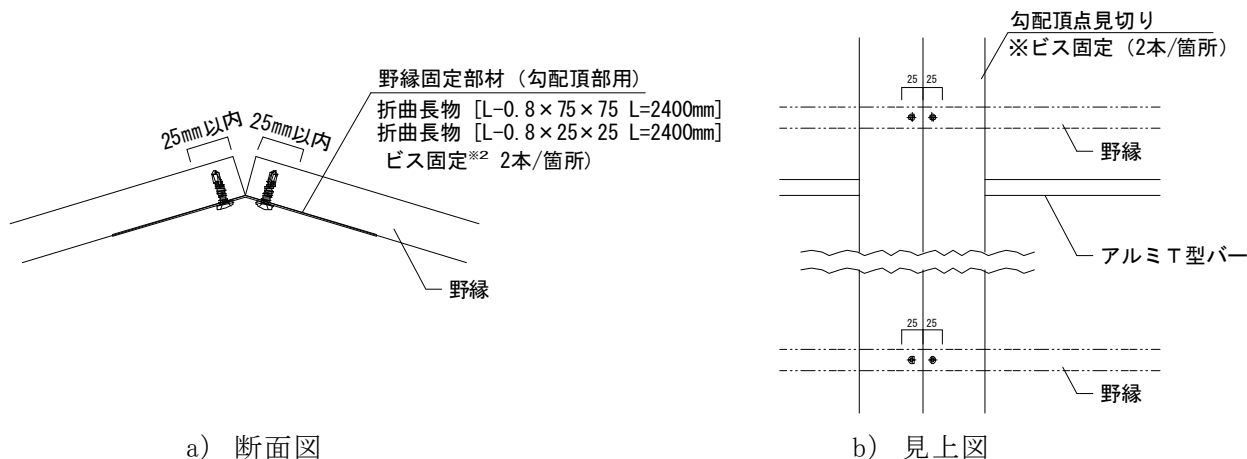 野縁固定部材（勾配頂部用）
折曲長物 [L-0.8×75×75 L=2400mm]
折曲長物 [L-0.8×25×25 L=2400mm]
ビス固定※2 2本/箇所）
25mm以内
25mm以内
野縁
a) 断面図
勾配頂点見切り
※ビス固定（2本/箇所）
25 25
野縁
アルミT型バー
25 25
野縁
b) 見上図